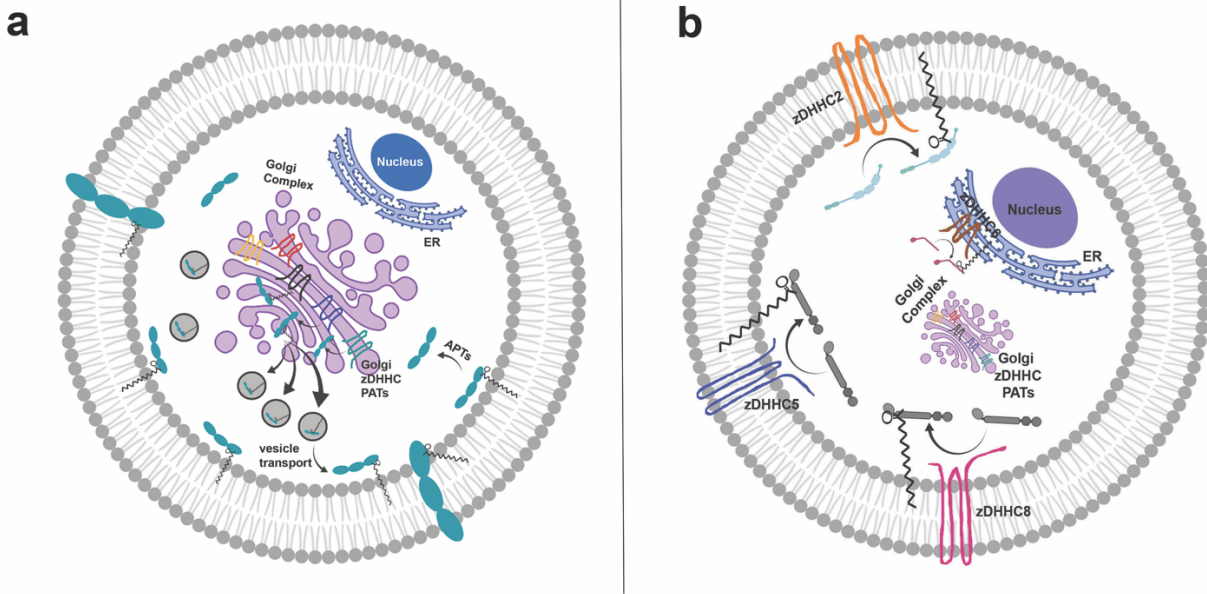 a
Golgi
Complex
Nucleus
ER
APTs
Golgi
zDHHC
PATs
vesicle
transport
b
zDHHC2
zDHHC6
Nucleus
ER
Golgi
Complex
Golgi
zDHHC
PATs
zDHHC5
zDHHC8